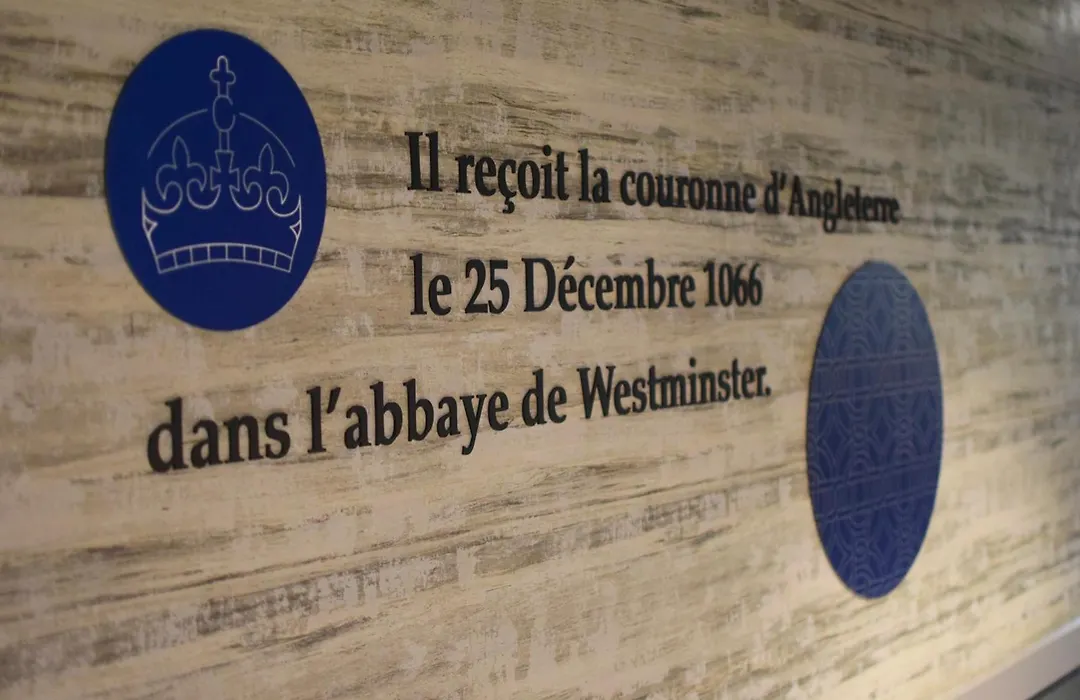 Il reçoit la couronne d'Angleterre
le 25 Décembre 1066
dans l'abbaye de Westminster.
C